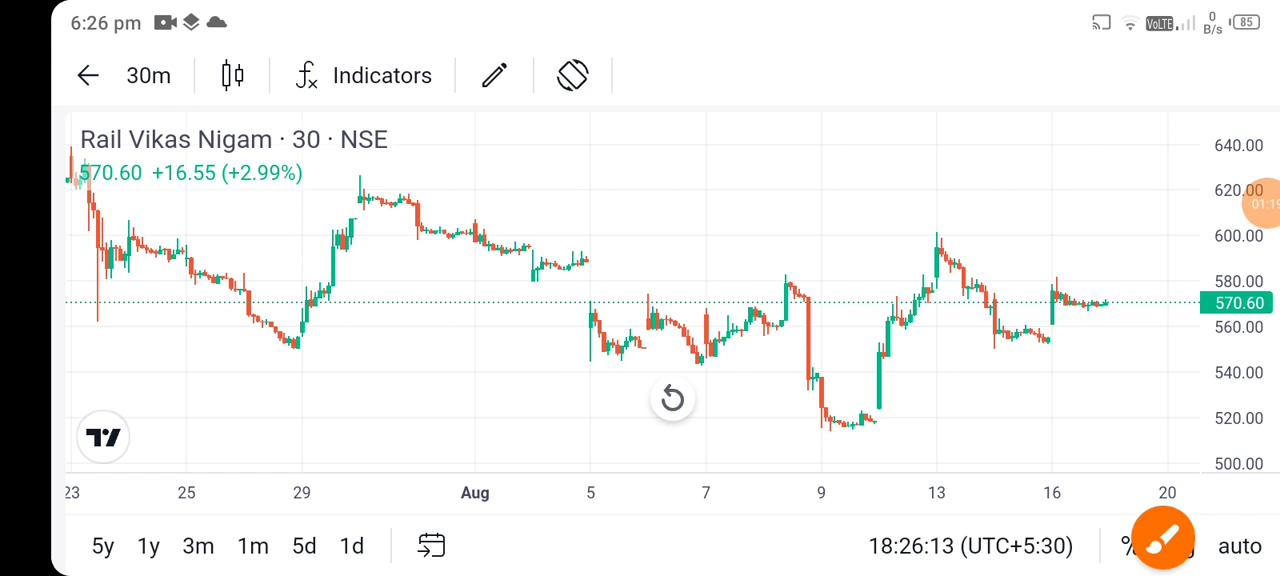 6:26 pm VoLTE 0 B/s 85
30m Indicators
Rail Vikas Nigam · 30 · NSE
570.60 +16.55 (+2.99%)
640.00
620.00
01:19
600.00
580.00
570.60
560.00
540.00
520.00
500.00
23 25 29 Aug 5 7 9 13 16 20
5y 1y 3m 1m 5d 1d 18:26:13 (UTC+5:30) % auto